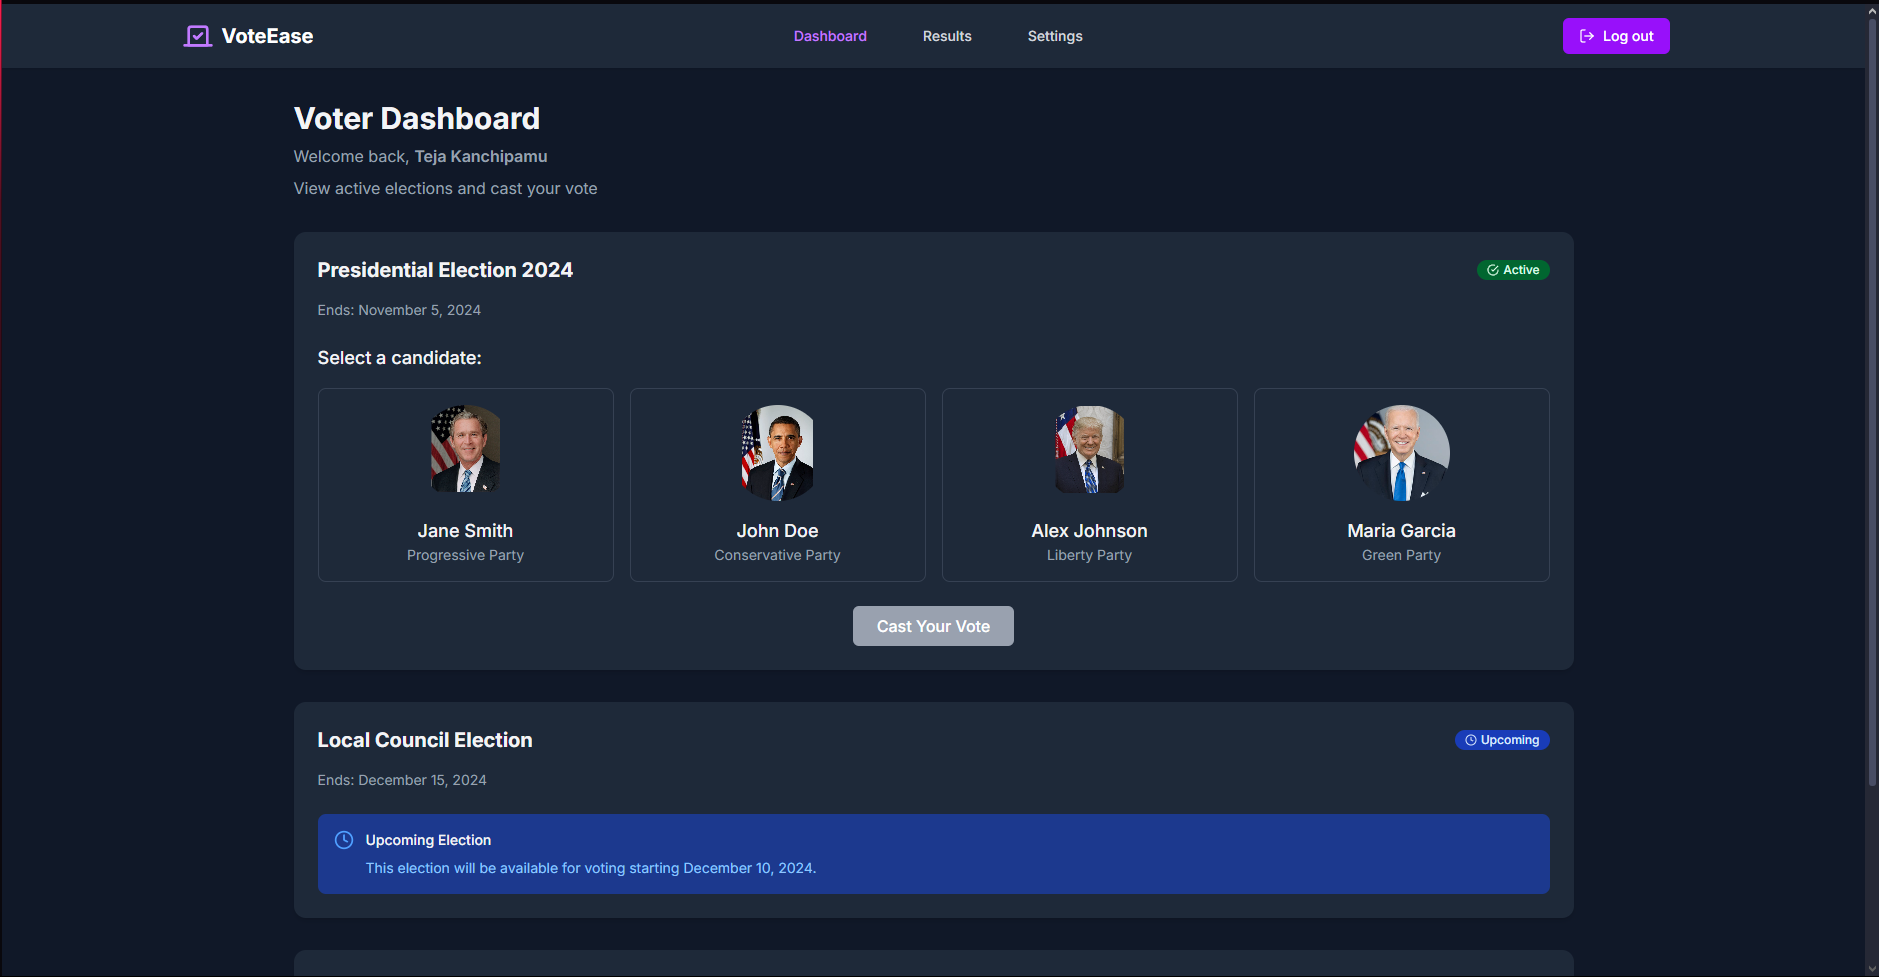 VoteEase
Dashboard
Results
Settings
Log out
Voter Dashboard
Welcome back, Teja Kanchipamu
View active elections and cast your vote
Presidential Election 2024
Active
Ends: November 5, 2024
Select a candidate:
Jane Smith
Progressive Party
John Doe
Conservative Party
Alex Johnson
Liberty Party
Maria Garcia
Green Party
Cast Your Vote
Local Council Election
Upcoming
Ends: December 15, 2024
Upcoming Election
This election will be available for voting starting December 10, 2024.